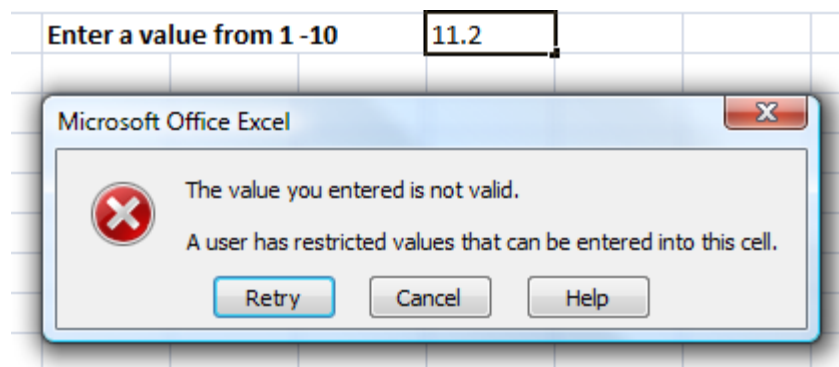 Enter a value from 1 -10 11.2
Microsoft Office Excel
The value you entered is not valid.
A user has restricted values that can be entered into this cell.
Retry Cancel Help